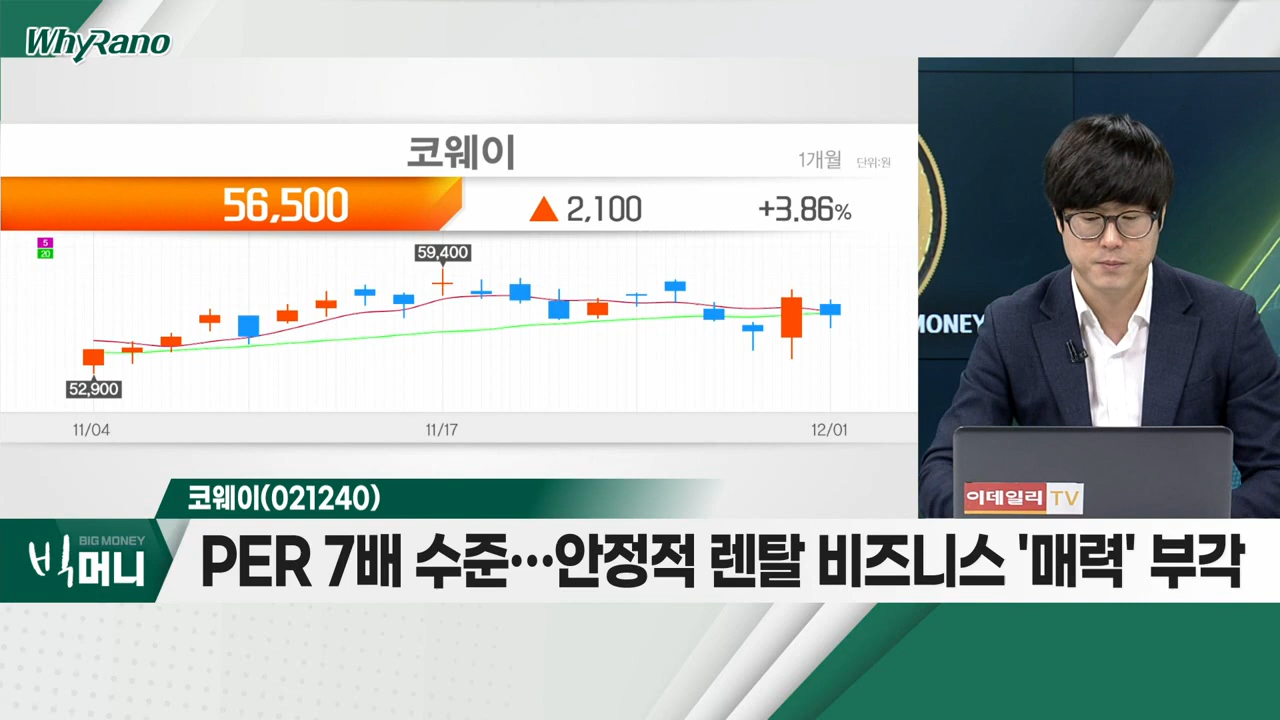 WhyRano
코웨이
1개월 단위:원
56,500 ▲ 2,100 +3.86%
5
20
59,400
52,900
11/04 11/17 12/01
MONEY
이데일리 TV
코웨이(021240)
BIG MONEY
빅머니
PER 7배 수준…안정적 렌탈 비즈니스 '매력' 부각